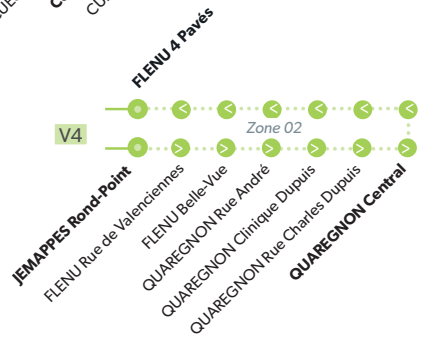 FLENU 4 Pavés
V4
Zone 02
JEMAPPES Rond-Point
FLENU Rue de Valenciennes
FLENU Belle-Vue
QUAREGNON Rue André
QUAREGNON Clinique Dupuis
QUAREGNON Rue Charles Dupuis
QUAREGNON Central